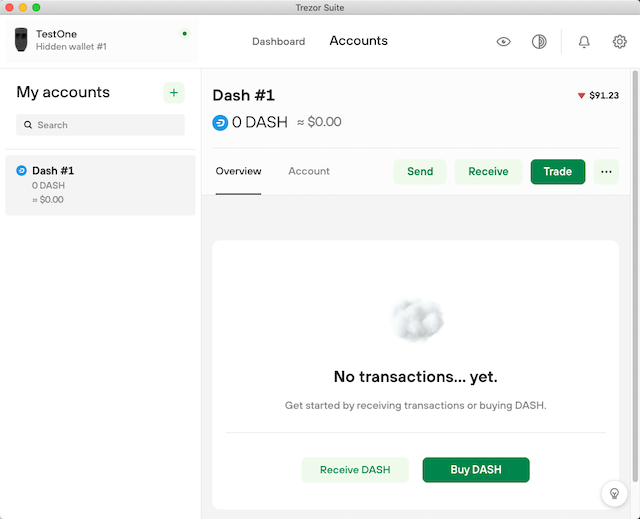 Trezor Suite
TestOne
Hidden wallet #1
Dashboard
Accounts
My accounts
+
Search
Dash #1
0 DASH
≈ $0.00
Dash #1
$91.23
0 DASH ≈ $0.00
Overview
Account
Send
Receive
Trade
...
No transactions... yet.
Get started by receiving transactions or buying DASH.
Receive DASH
Buy DASH